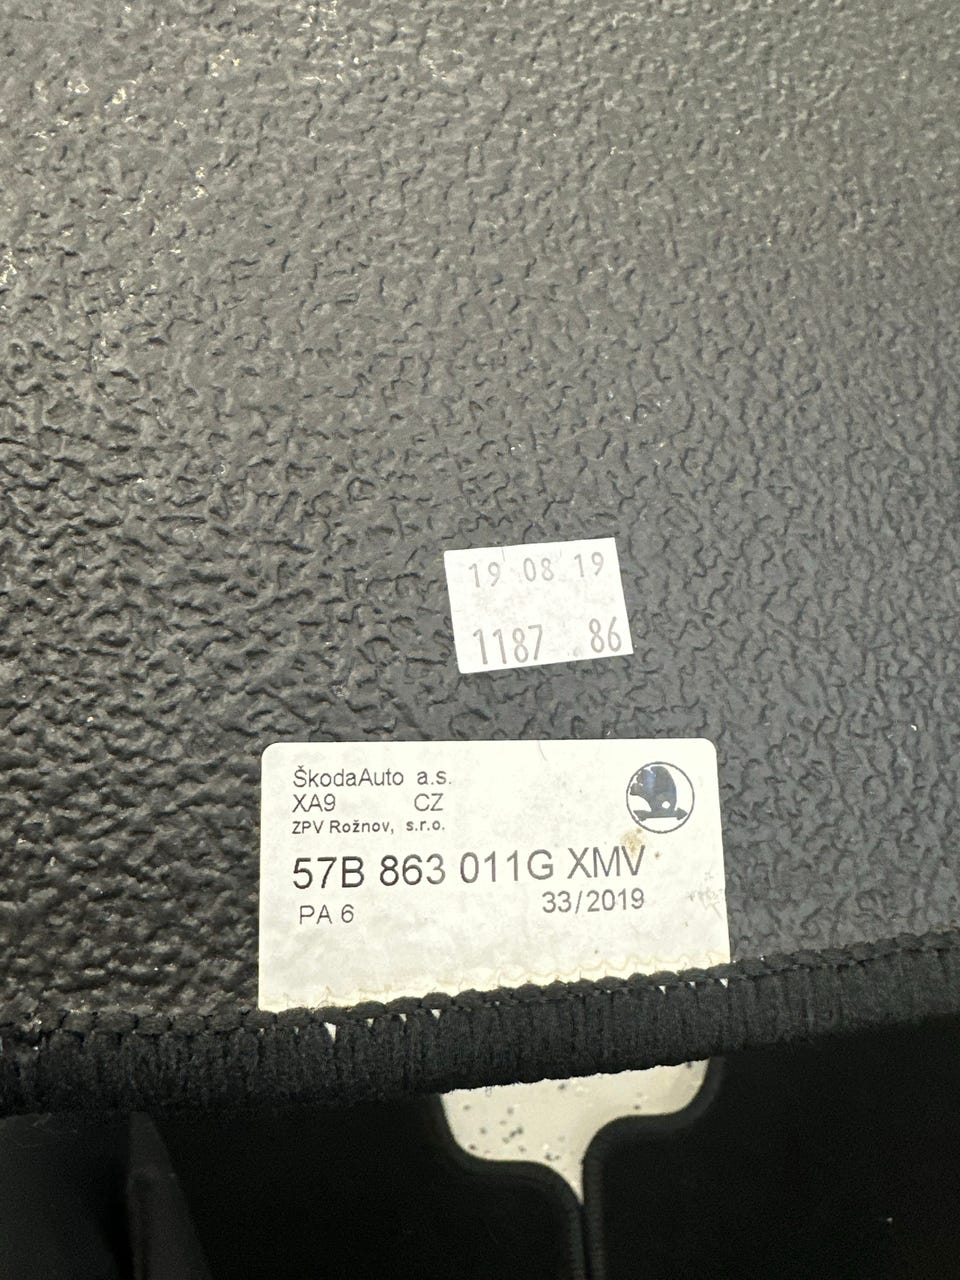 19 08 19
1187 86
ŠkodaAuto a.s.
XA9 CZ
ZPV Rožnov, s.r.o.
57B 863 011G XMV
PA 6 33/2019